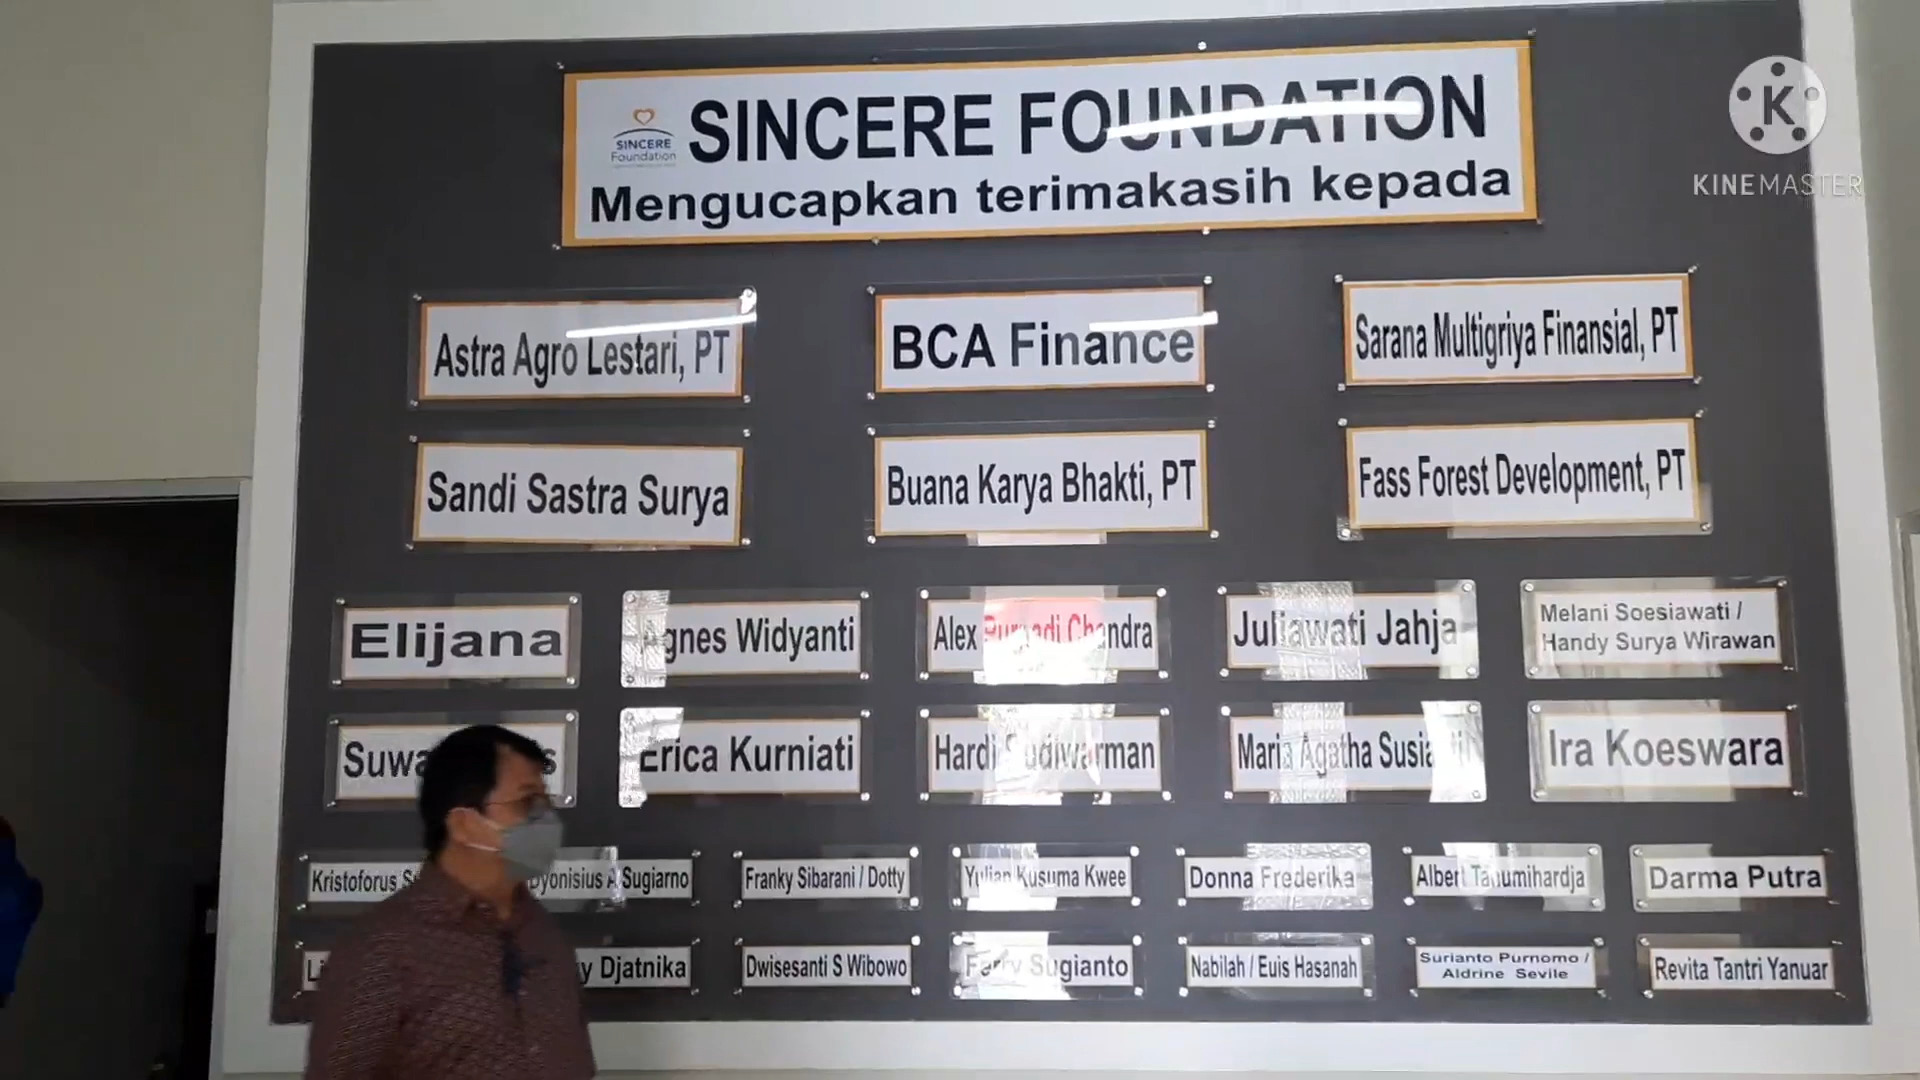 SINCERE
Foundation
SINCERE FOUNDATION
Mengucapkan terimakasih kepada
K
KINEMASTER
Astra Agro Lestari, PT
BCA Finance
Sarana Multigriya Finansial, PT
Sandi Sastra Surya
Buana Karya Bhakti, PT
Fass Forest Development, PT
Elijana
Agnes Widyanti
Alex Purnadi Chandra
Juliawati Jahja
Melani Soesiawati /
Handy Surya Wirawan
Erica Kurniati
Hardi Sudiwarman
Maria Agatha
Ira Koeswara
Kristoforus
Dyonisius A Sugiarno
Franky Sibarani / Dotty
Yulian Kusuma Kwee
Donna Frederika
Albert
Darma Putra
Djatnika
Dwisesanti S Wibowo
Ferry Sugianto
Nabilah / Euis Hasanah
Surianto Purnomo /
Aldrine Sevile
Revita Tantri Yanuar